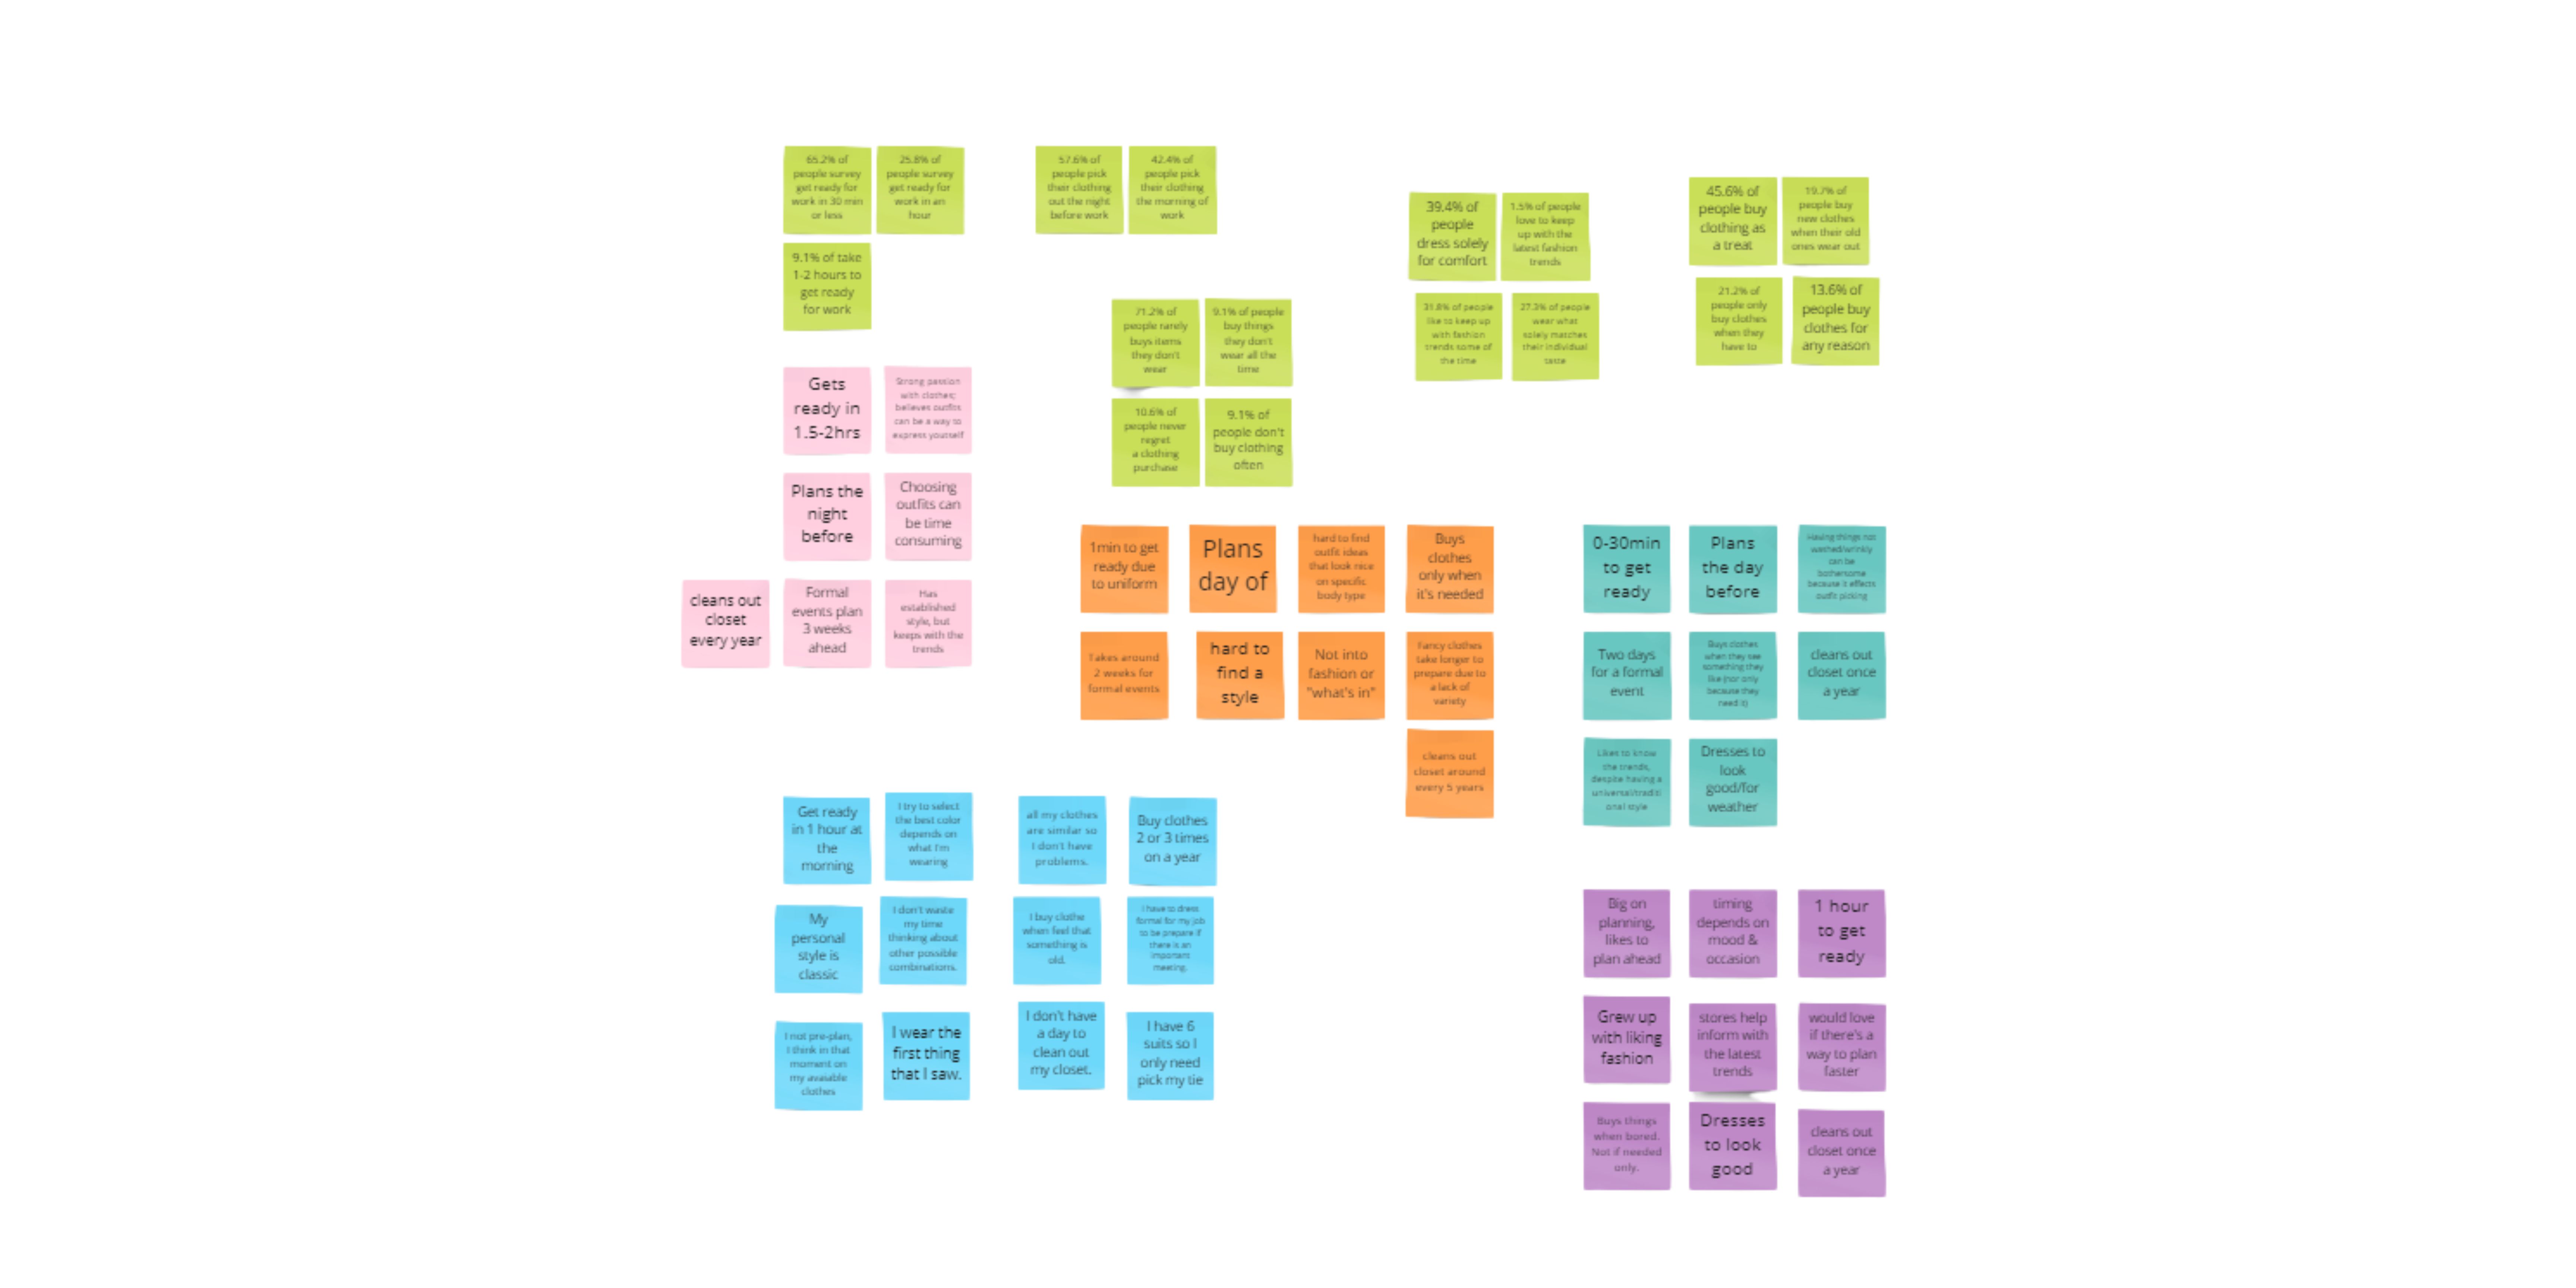 65.2% of
people survey
get ready for
work in 30 min
or less
25.8% of
people survey
get ready for
work in an
hour
9.1% of take
1-2 hours to
get ready
for work
57.6% of
people pick
their clothing
out the night
before work
42.4% of
people pick
their clothing
the morning of
work
71.2% of
people rarely
buys items
they don't
wear
9.1% of people
buy things
they don't
wear all the
time
10.6% of
people never
regret
a clothing
purchase
9.1% of
people don't
buy clothing
often
39.4% of
people
dress solely
for comfort
1.5% of people
love to keep
up with the
latest fashion
trends
31.8% of people
like to keep up
with fashion
trends some of
the time
27.3% of people
wear what
solely matches
their individual
taste
45.6% of
people buy
clothing as
a treat
19.7% of
people buy
new clothes
when their old
ones wear out
21.2% of
people only
buy clothes
when they
have to
13.6% of
people buy
clothes for
any reason
Gets
ready in
1.5-2hrs
Strong passion
with clothes;
believes outfits
can be a way to
express yourself
Plans the
night
before
Choosing
outfits can
be time
consuming
cleans out
closet
every year
Formal
events plan
3 weeks
ahead
Has
established
style, but
keeps with the
trends
1min to get
ready due
to uniform
Plans
day of
hard to find
outfit ideas
that look nice
on specific
body type
Buys
clothes
only when
it's needed
Takes around
2 weeks for
formal events
hard to
find a
style
Not into
fashion or
"what's in"
Fancy clothes
take longer to
prepare due to
a lack of
variety
cleans out
closet around
every 5 years
0-30min
to get
ready
Plans
the day
before
Having things not
washed/wrinkly
can be
bothersome
because it effects
outfit picking
Two days
for a formal
event
Buys clothes
when they see
something they
like (not only
because they
need it)
cleans out
closet once
a year
Likes to know
the trends,
despite having a
universal/traditi
onal style
Dresses to
look
good/for
weather
Get ready
in 1 hour at
the
morning
I try to select
the best color
depends on
what I'm
wearing
all my clothes
are similar so
I don't have
problems.
Buy clothes
2 or 3 times
on a year
My
personal
style is
classic
I don't waste
my time
thinking about
other possible
combinations.
I buy clothe
when feel that
something is
old.
I have to dress
formal for my job
to be prepare if
there is an
important
meeting.
I not pre-plan,
I think in that
moment on
my avaiable
clothes
I wear the
first thing
that I saw.
I don't have
a day to
clean out
my closet.
I have 6
suits so I
only need
pick my tie
Big on
planning,
likes to
plan ahead
timing
depends on
mood &
occasion
1 hour
to get
ready
Grew up
with liking
fashion
stores help
inform with
the latest
trends
would love
if there's a
way to plan
faster
Buys things
when bored.
Not if needed
only.
Dresses
to look
good
cleans out
closet once
a year